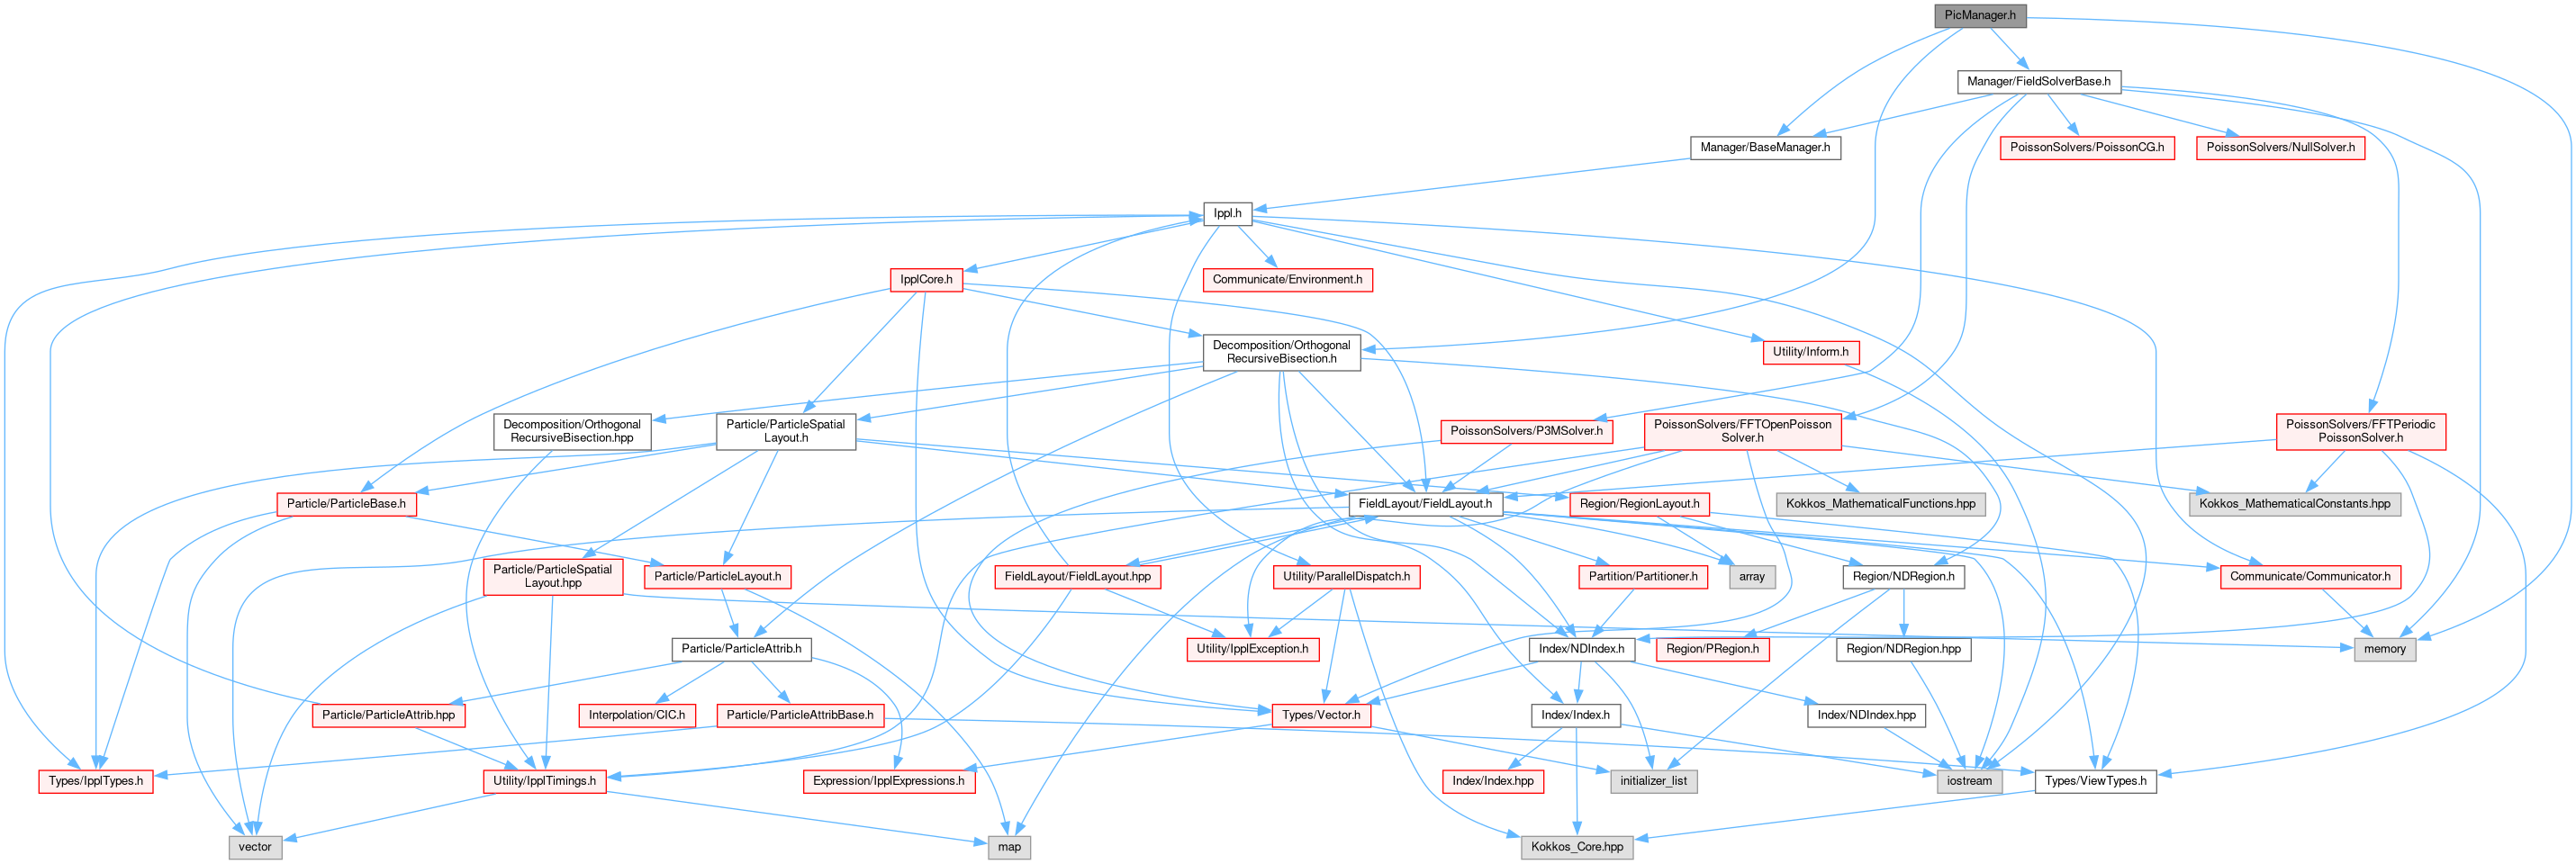 PicManager.h
Manager/FieldSolverBase.h
Manager/BaseManager.h
PoissonSolvers/PoissonCG.h
PoissonSolvers/NullSolver.h
Ippl.h
IpplCore.h
Communicate/Environment.h
Decomposition/Orthogonal
RecursiveBisection.h
Utility/Inform.h
Decomposition/Orthogonal
RecursiveBisection.hpp
Particle/ParticleSpatial
Layout.h
PoissonSolvers/P3MSolver.h
PoissonSolvers/FFTOpenPoisson
Solver.h
PoissonSolvers/FFTPeriodic
PoissonSolver.h
Particle/ParticleBase.h
FieldLayout/FieldLayout.h
Region/RegionLayout.h
Kokkos_MathematicalFunctions.hpp
Kokkos_MathematicalConstants.hpp
Particle/ParticleSpatial
Layout.hpp
Particle/ParticleLayout.h
FieldLayout/FieldLayout.hpp
Utility/ParallelDispatch.h
Partition/Partitioner.h
array
Region/NDRegion.h
Communicate/Communicator.h
Particle/ParticleAttrib.h
Utility/IpplException.h
Index/NDIndex.h
Region/PRegion.h
Region/NDRegion.hpp
memory
Particle/ParticleAttrib.hpp
Interpolation/CIC.h
Particle/ParticleAttribBase.h
Types/Vector.h
Index/Index.h
Index/NDIndex.hpp
Types/IpplTypes.h
Utility/IpplTimings.h
Expression/IpplExpressions.h
Index/Index.hpp
initializer_list
iostream
Types/ViewTypes.h
vector
map
Kokkos_Core.hpp